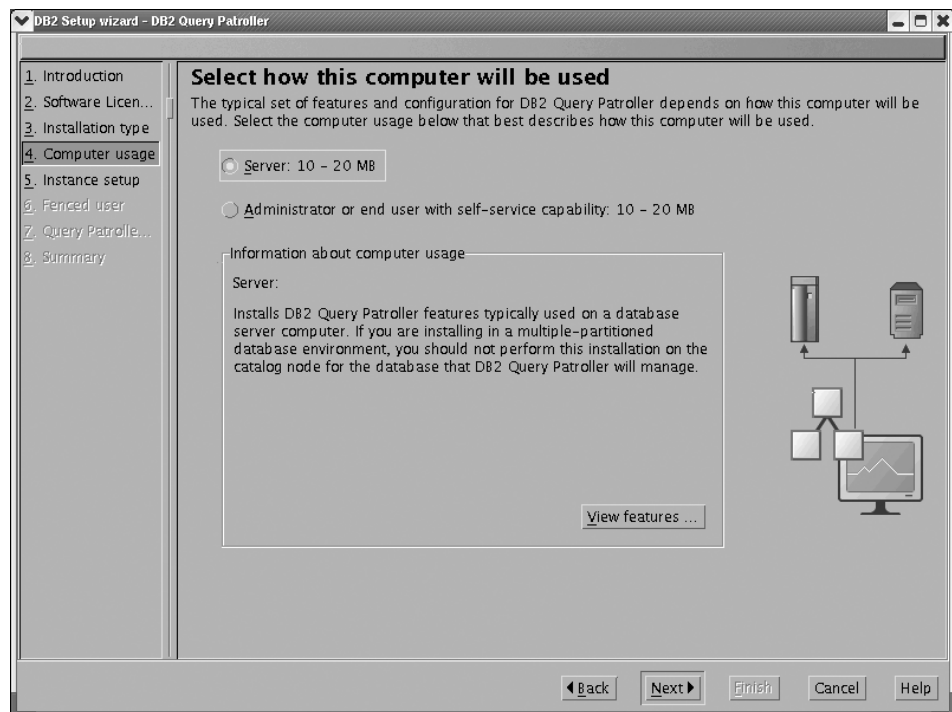 DB2 Setup wizard – DB2 Query Patroller
1. Introduction
2. Software Licen...
3. Installation type
4. Computer usage
5. Instance setup
6. Fenced user
7. Query Patrolle...
8. Summary
Select how this computer will be used
The typical set of features and configuration for DB2 Query Patroller depends on how this computer will be
used. Select the computer usage below that best describes how this computer will be used.
Server: 10 – 20 MB
Administrator or end user with self-service capability: 10 – 20 MB
Information about computer usage
Server:
Installs DB2 Query Patroller features typically used on a database
server computer. If you are installing in a multiple-partitioned
database environment, you should not perform this installation on the
catalog node for the database that DB2 Query Patroller will manage.
View features ...
Back Next Finish Cancel Help